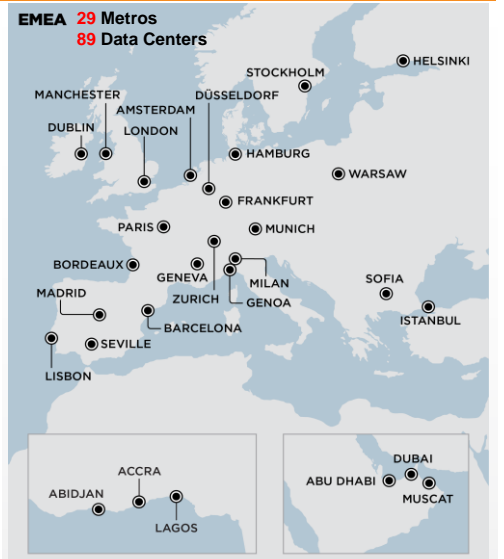 EMEA 29 Metros
89 Data Centers
HELSINKI
STOCKHOLM
MANCHESTER
DÜSSELDORF
AMSTERDAM
DUBLIN
LONDON
HAMBURG
WARSAW
FRANKFURT
PARIS
MUNICH
BORDEAUX
GENEVA
MILAN
SOFIA
MADRID
ZURICH
GENOA
ISTANBUL
BARCELONA
SEVILLE
LISBON
ACCRA
ABIDJAN
LAGOS
DUBAI
ABU DHABI
MUSCAT